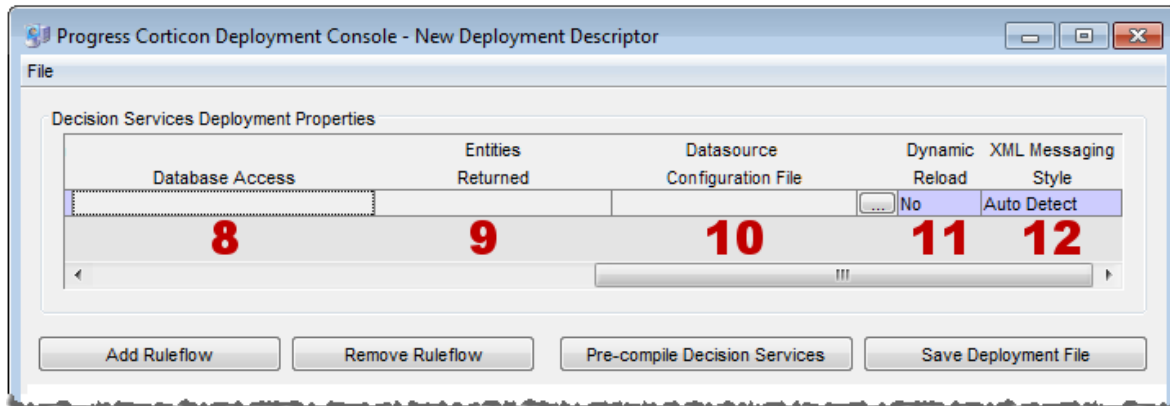 Progress Corticon Deployment Console - New Deployment Descriptor
File
Decision Services Deployment Properties
Entities Datasource Dynamic XML Messaging
Database Access Returned Configuration File Reload Style
... No Auto Detect
8 9 10 11 12
Add Ruleflow Remove Ruleflow Pre-compile Decision Services Save Deployment File